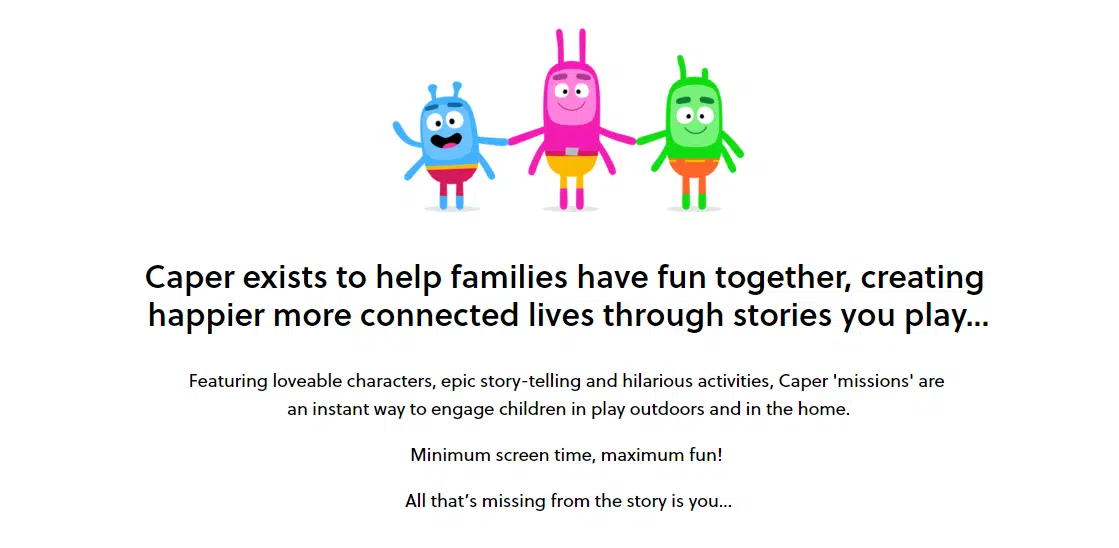 Caper exists to help families have fun together, creating
happier more connected lives through stories you play...
Featuring loveable characters, epic story-telling and hilarious activities, Caper 'missions' are
an instant way to engage children in play outdoors and in the home.
Minimum screen time, maximum fun!
All that’s missing from the story is you...